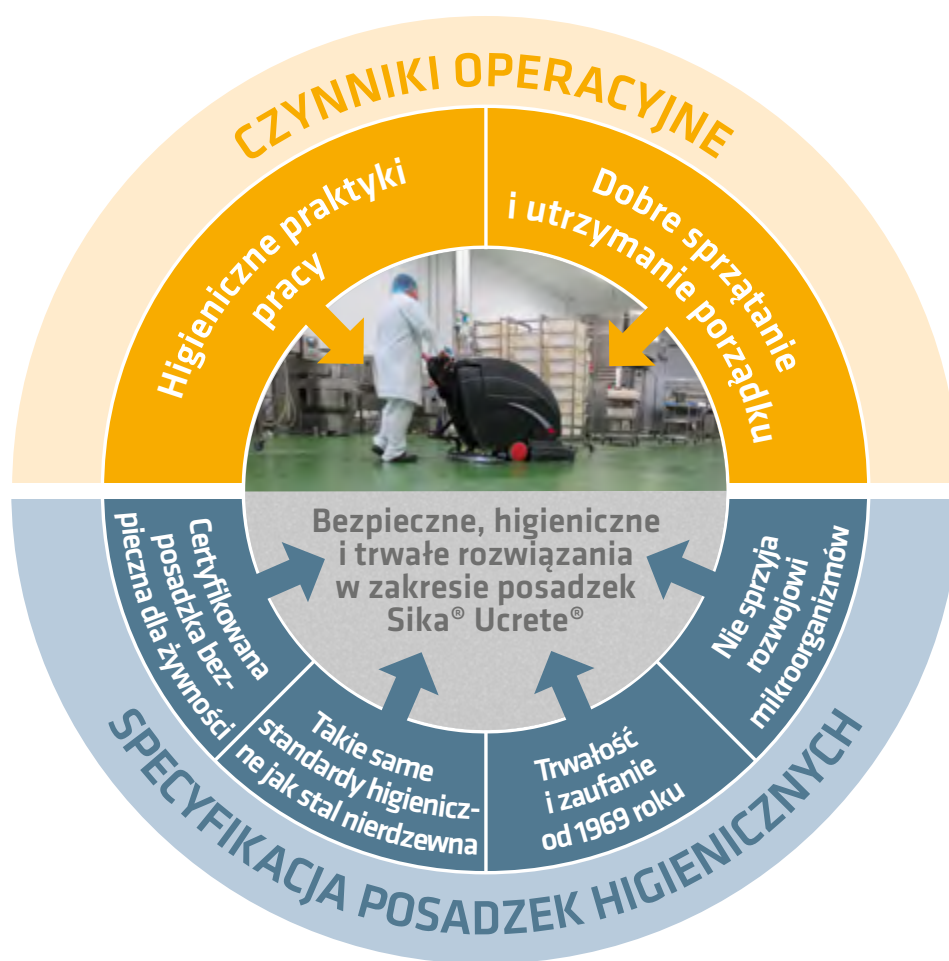 CZYNNIKI OPERACYJNE
Higieniczne praktyki
pracy
Dobre sprzątanie
i utrzymanie porządku
Bezpieczne, higieniczne
i trwałe rozwiązania
w zakresie posadzek
Sika® Ucrete®
Certyfikowana
posadzka bez-
pieczna dla żywności
Takie same
standardy higienicz-
ne jak stal nierdzewna
Trwałość
i zaufanie
od 1969 roku
Nie sprzyja
rozwojowi
mikroorganizmów
SPECYFIKACJA POSADZEK HIGIENICZNYCH